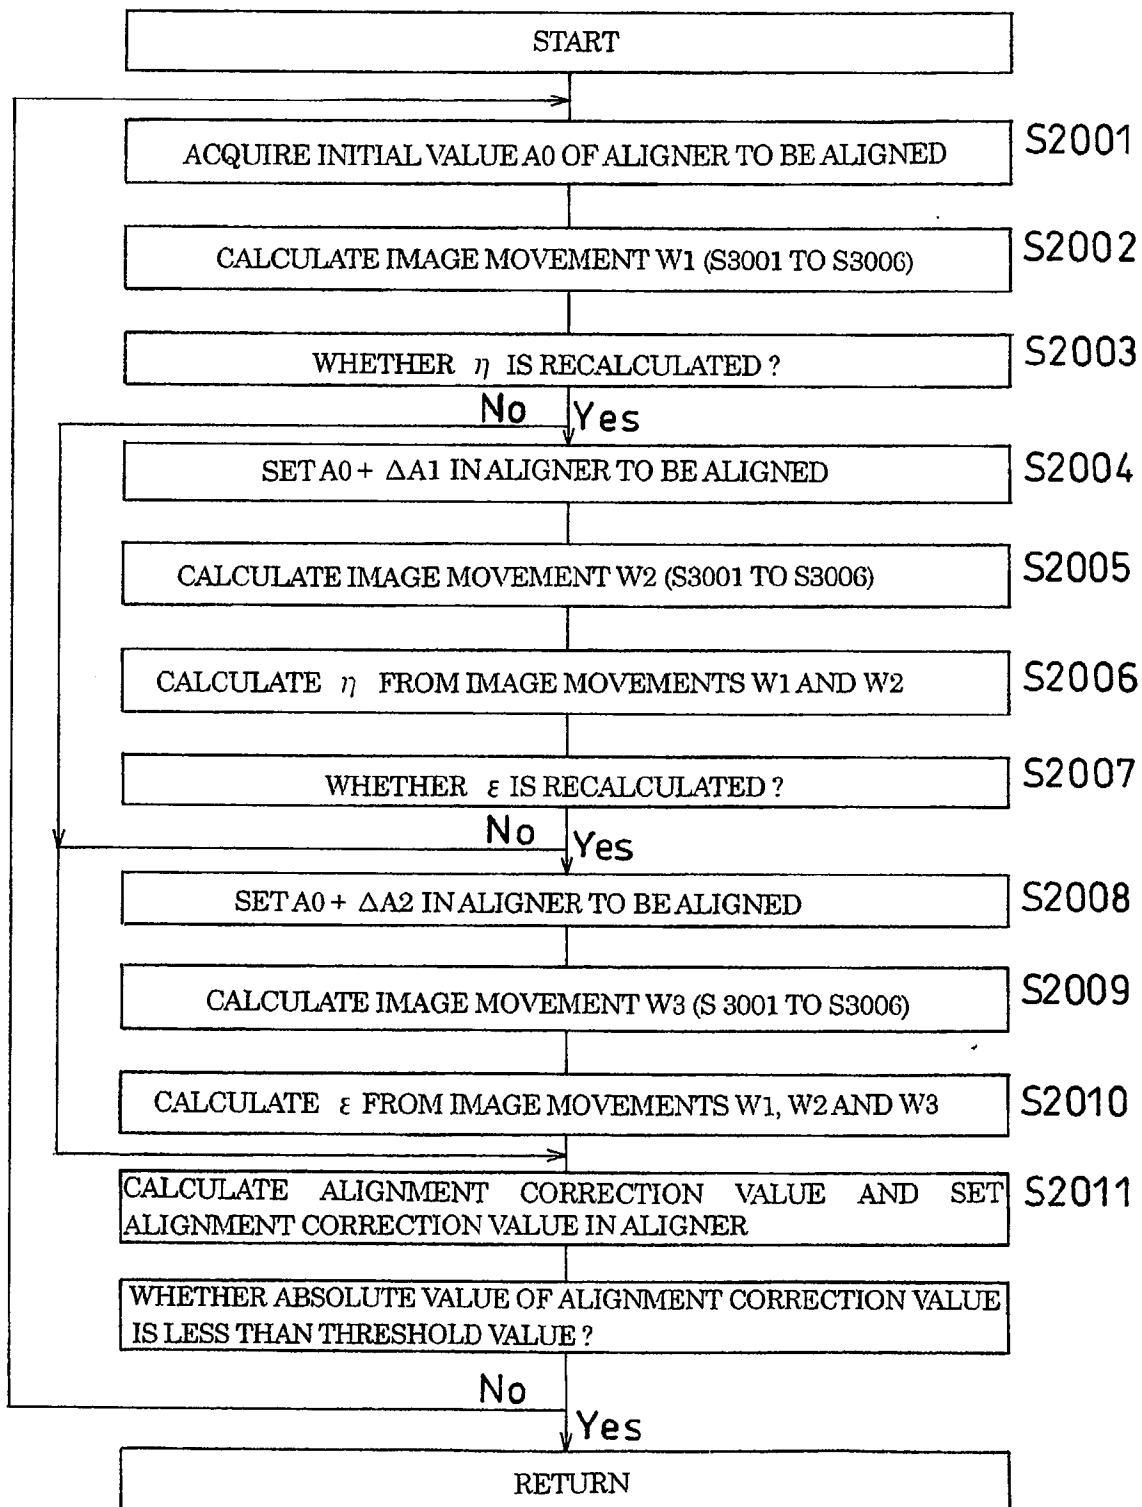 START
ACQUIRE INITIAL VALUE A0 OF ALIGNER TO BE ALIGNED
S2001
CALCULATE IMAGE MOVEMENT W1 (S3001 TO S3006)
S2002
WHETHER η IS RECALCULATED ?
S2003
No
Yes
SET A0 + ΔA1 IN ALIGNER TO BE ALIGNED
S2004
CALCULATE IMAGE MOVEMENT W2 (S3001 TO S3006)
S2005
CALCULATE η FROM IMAGE MOVEMENTS W1 AND W2
S2006
WHETHER ε IS RECALCULATED ?
S2007
No
Yes
SET A0 + ΔA2 IN ALIGNER TO BE ALIGNED
S2008
CALCULATE IMAGE MOVEMENT W3 (S 3001 TO S3006)
S2009
CALCULATE ε FROM IMAGE MOVEMENTS W1, W2 AND W3
S2010
CALCULATE ALIGNMENT CORRECTION VALUE AND SET
ALIGNMENT CORRECTION VALUE IN ALIGNER
S2011
WHETHER ABSOLUTE VALUE OF ALIGNMENT CORRECTION VALUE
IS LESS THAN THRESHOLD VALUE ?
No
Yes
RETURN